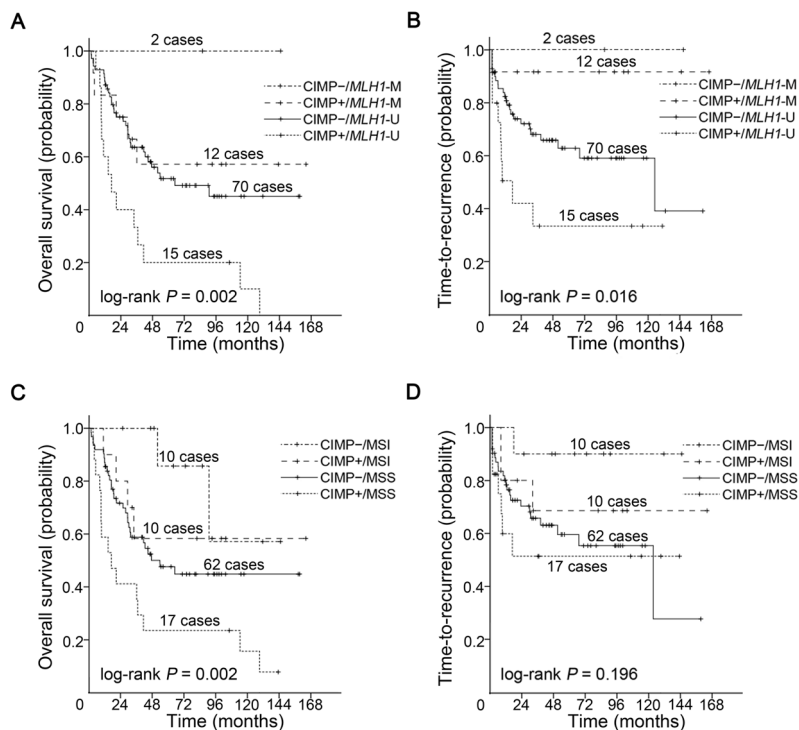 A
Overall survival (probability)
1.0
0.8
0.6
0.4
0.2
2 cases
CIMP−/MLH1-M
CIMP+/MLH1-M
CIMP−/MLH1-U
CIMP+/MLH1-U
12 cases
70 cases
15 cases
log-rank P = 0.002
0 24 48 72 96 120 144 168
Time (months)
B
Time-to-recurrence (probability)
1.0
0.8
0.6
0.4
0.2
2 cases
12 cases
CIMP−/MLH1-M
CIMP+/MLH1-M
CIMP−/MLH1-U
CIMP+/MLH1-U
70 cases
15 cases
log-rank P = 0.016
0 24 48 72 96 120 144 168
Time (months)
C
Overall survival (probability)
1.0
0.8
0.6
0.4
0.2
CIMP−/MSI
CIMP+/MSI
CIMP−/MSS
CIMP+/MSS
10 cases
10 cases
62 cases
17 cases
log-rank P = 0.002
0 24 48 72 96 120 144 168
Time (months)
D
Time-to-recurrence (probability)
1.0
0.8
0.6
0.4
0.2
10 cases
CIMP−/MSI
CIMP+/MSI
CIMP−/MSS
CIMP+/MSS
10 cases
62 cases
17 cases
log-rank P = 0.196
0 24 48 72 96 120 144 168
Time (months)